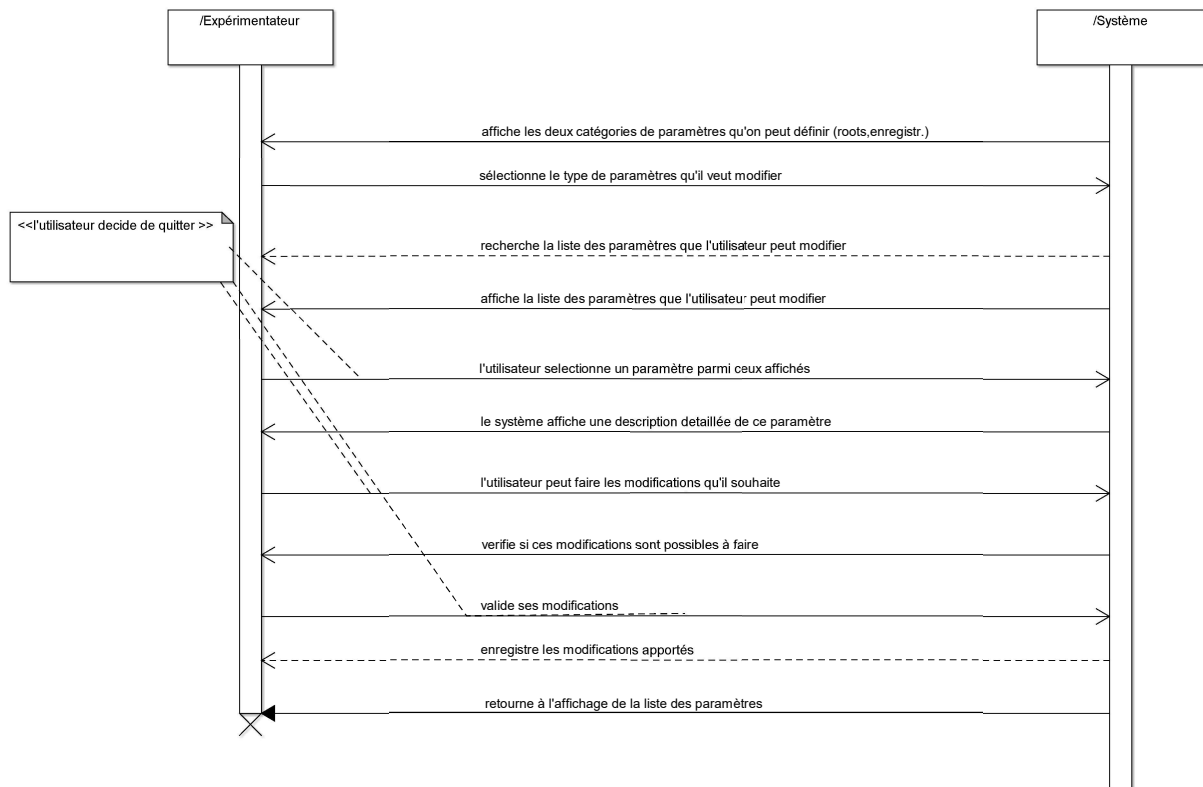 /Expérimentateur
/Système
affiche les deux catégories de paramètres qu'on peut définir (roots,enregistr.)
sélectionne le type de paramètres qu'il veut modifier
<<l'utilisateur decide de quitter >>
recherche la liste des paramètres que l'utilisateur peut modifier
affiche la liste des paramètres que l'utilisateur peut modifier
l'utilisateur selectionne un paramètre parmi ceux affichés
le système affiche une description detaillée de ce paramètre
l'utilisateur peut faire les modifications qu'il souhaite
verifie si ces modifications sont possibles à faire
valide ses modifications
enregistre les modifications apportés
retourne à l'affichage de la liste des paramètres